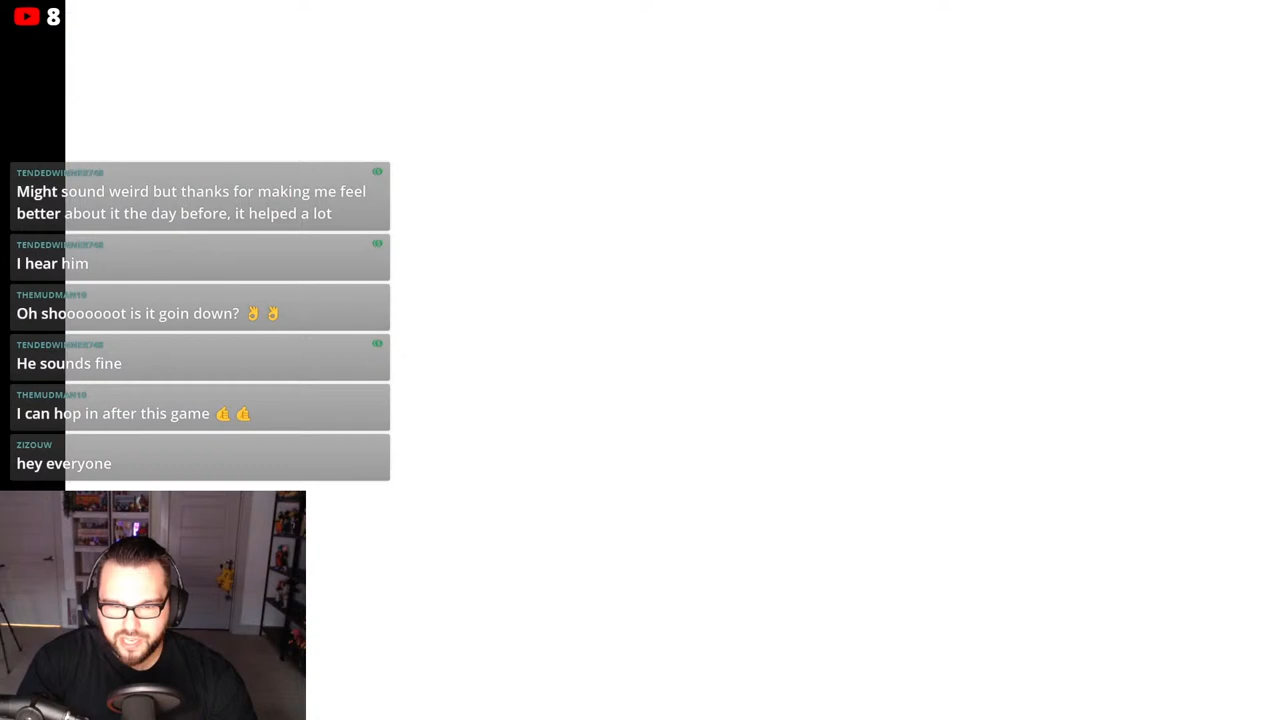 8
Might sound weird but thanks for making me feel
better about it the day before, it helped a lot
I hear him
THEMUDMAN10
Oh shooooooot is it goin down? 👌 👌
He sounds fine
THEMUDMAN10
I can hop in after this game 🤙 🤙
ZIZOUW
hey everyone